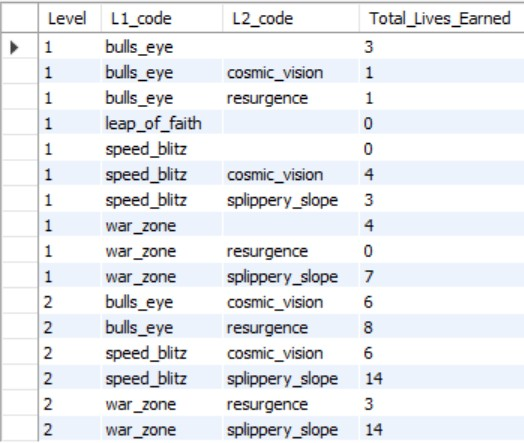 Level L1_code L2_code Total_Lives_Earned
1 bulls_eye 3
1 bulls_eye cosmic_vision 1
1 bulls_eye resurgence 1
1 leap_of_faith 0
1 speed_blitz 0
1 speed_blitz cosmic_vision 4
1 speed_blitz splippery_slope 3
1 war_zone 4
1 war_zone resurgence 0
1 war_zone splippery_slope 7
2 bulls_eye cosmic_vision 6
2 bulls_eye resurgence 8
2 speed_blitz cosmic_vision 6
2 speed_blitz splippery_slope 14
2 war_zone resurgence 3
2 war_zone splippery_slope 14